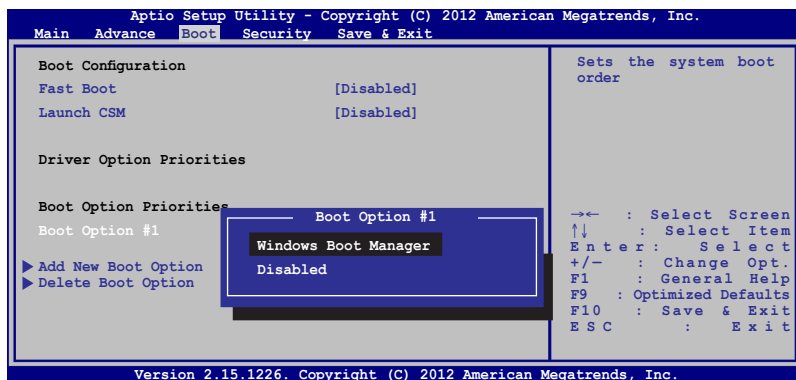 Aptio Setup Utility - Copyright (C) 2012 American Megatrends, Inc.
Main Advance Boot Security Save & Exit
Boot Configuration
Fast Boot [Disabled]
Launch CSM [Disabled]
Driver Option Priorities
Boot Option Priorities
Boot Option #1
Add New Boot Option
Delete Boot Option
Boot Option #1
Windows Boot Manager
Disabled
Sets the system boot
order
→← : Select Screen
↑↓ : Select Item
Enter: Select
+/— : Change Opt.
F1 : General Help
F9 : Optimized Defaults
F10 : Save & Exit
ESC : Exit
Version 2.15.1226. Copyright (C) 2012 American Megatrends, Inc.